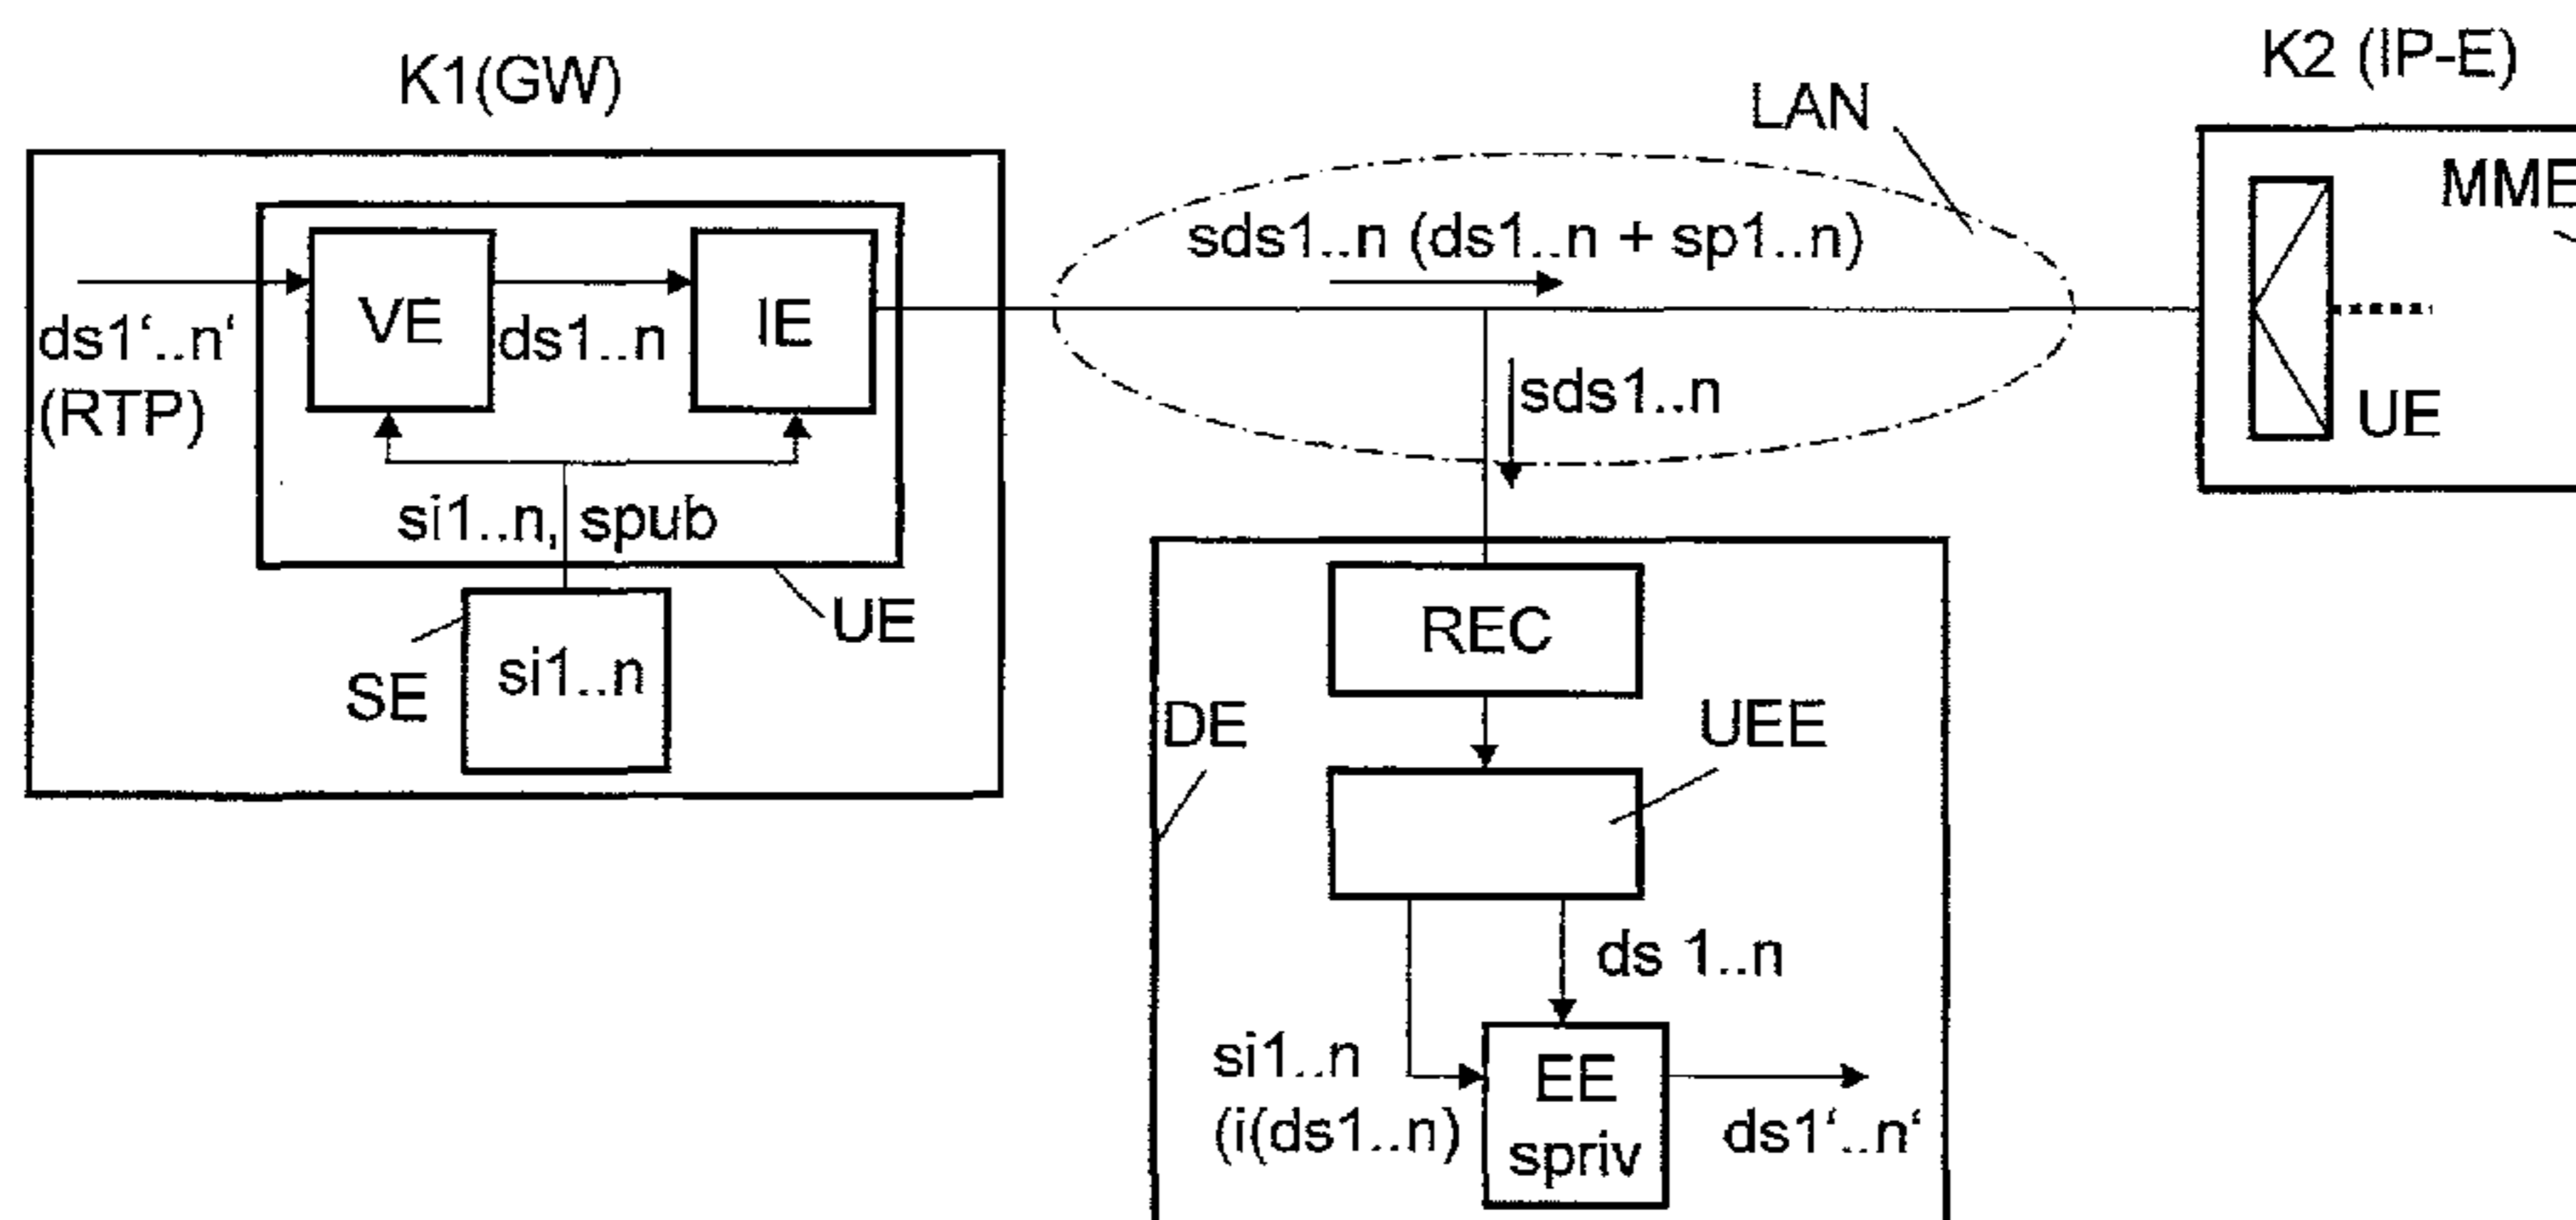 K1(GW)
K2 (IP-E)
LAN
MME
VE
IE
sds1..n (ds1..n + sp1..n)
ds1‘..n‘
(RTP)
ds1..n
sds1..n
UE
si1..n, spub
UE
SE
si1..n
REC
DE
UEE
ds 1..n
si1..n
(i(ds1..n)
EE
spriv
ds1‘..n‘